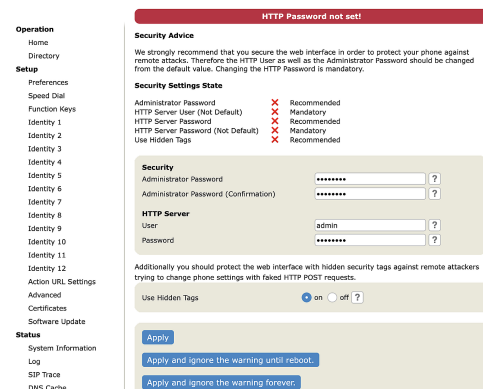 HTTP Password not set!
Operation
Home
Directory
Setup
Preferences
Speed Dial
Function Keys
Identity 1
Identity 2
Identity 3
Identity 4
Identity 5
Identity 6
Identity 7
Identity 8
Identity 9
Identity 10
Identity 11
Identity 12
Action URL Settings
Advanced
Certificates
Software Update
Status
System Information
Log
SIP Trace
DNS Cache
Security Advice
We strongly recommend that you secure the web interface in order to protect your phone against
remote attacks. Therefore the HTTP User as well as the Administrator Password should be changed
from the default value. Changing the HTTP Password is mandatory.
Security Settings State
Administrator Password Recommended
HTTP Server User (Not Default) Mandatory
HTTP Server Password Recommended
HTTP Server Password (Not Default) Mandatory
Use Hidden Tags Recommended
Security
Administrator Password •••••••• ?
Administrator Password (Confirmation) •••••••• ?
HTTP Server
User admin ?
Password •••••••• ?
Additionally you should protect the web interface with hidden security tags against remote attackers
trying to change phone settings with faked HTTP POST requests.
Use Hidden Tags on off ?
Apply
Apply and ignore the warning until reboot.
Apply and ignore the warning forever.